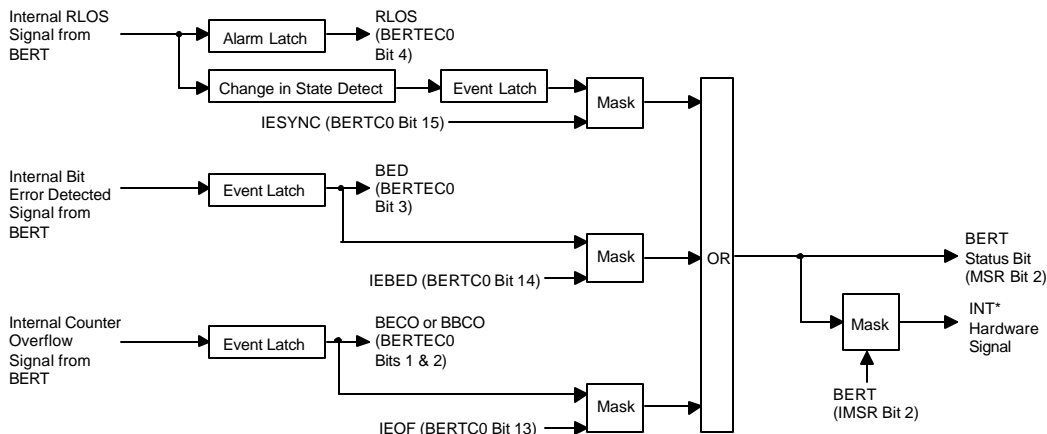 Internal RLOS
Signal from
BERT
Alarm Latch
RLOS
(BERTEC0
Bit 4)
Change in State Detect
Event Latch
Mask
IESYNC (BERTC0 Bit 15)
Internal Bit
Error Detected
Signal from
BERT
Event Latch
BED
(BERTEC0
Bit 3)
Mask
IEBED (BERTC0 Bit 14)
OR
BERT
Status Bit
(MSR Bit 2)
Internal Counter
Overflow
Signal from
BERT
Event Latch
BECO or BBCO
(BERTEC0
Bits 1 & 2)
Mask
INT*
Hardware
Signal
BERT
(IMSR Bit 2)
Mask
IEOF (BERTC0 Bit 13)